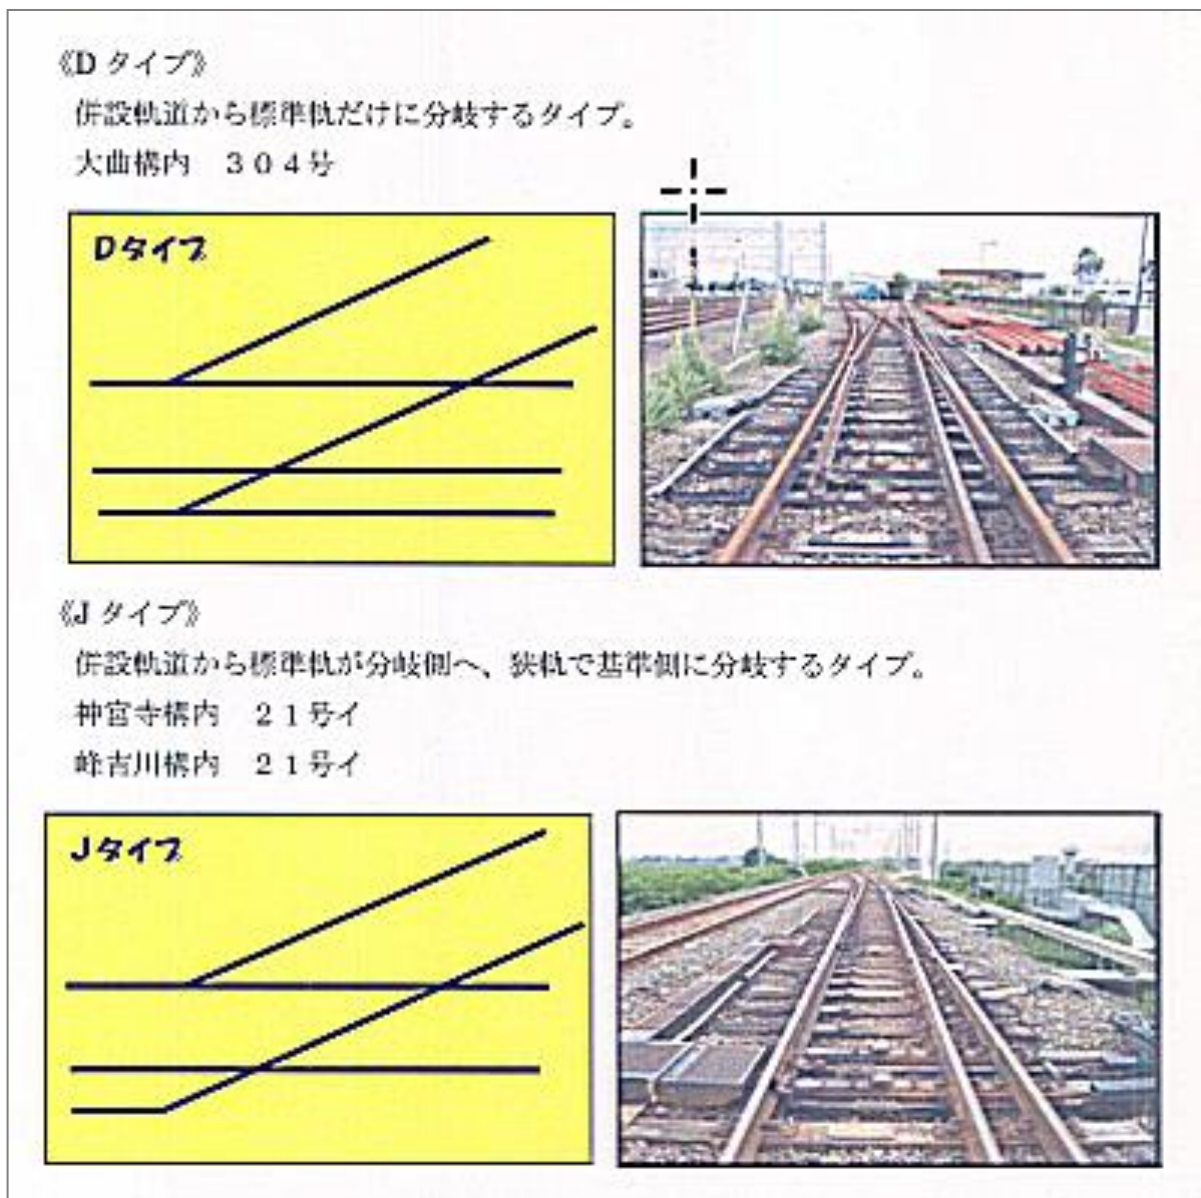 《D タイプ》
併設軌道から標準軌だけに分岐するタイプ。
大曲構内　３０４号
Dタイプ
《J タイプ》
併設軌道から標準軌が分岐側へ、狭軌で基準側に分岐するタイプ。
神宮寺構内　２１号イ
峰吉川構内　２１号イ
Jタイプ